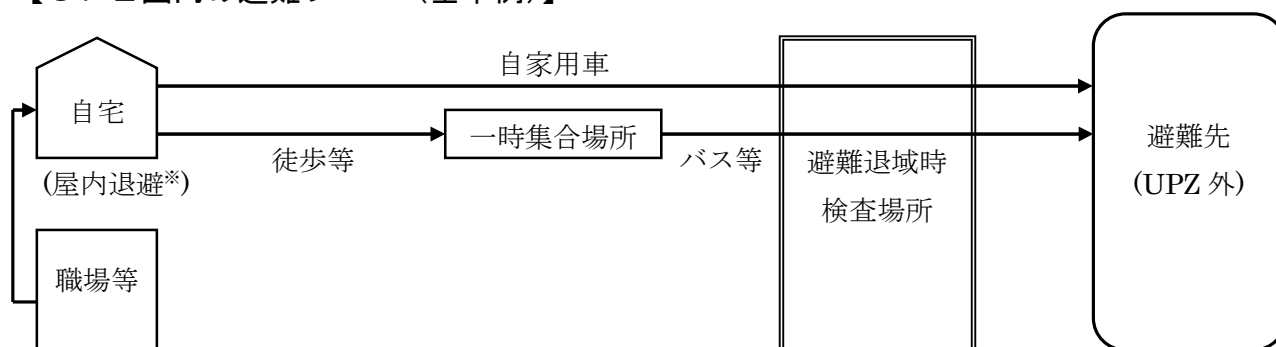 自家用車
自宅
一時集合場所
徒歩等
バス等
(屋内退避※)
避難退域時
検査場所
避難先
(UPZ 外)
職場等